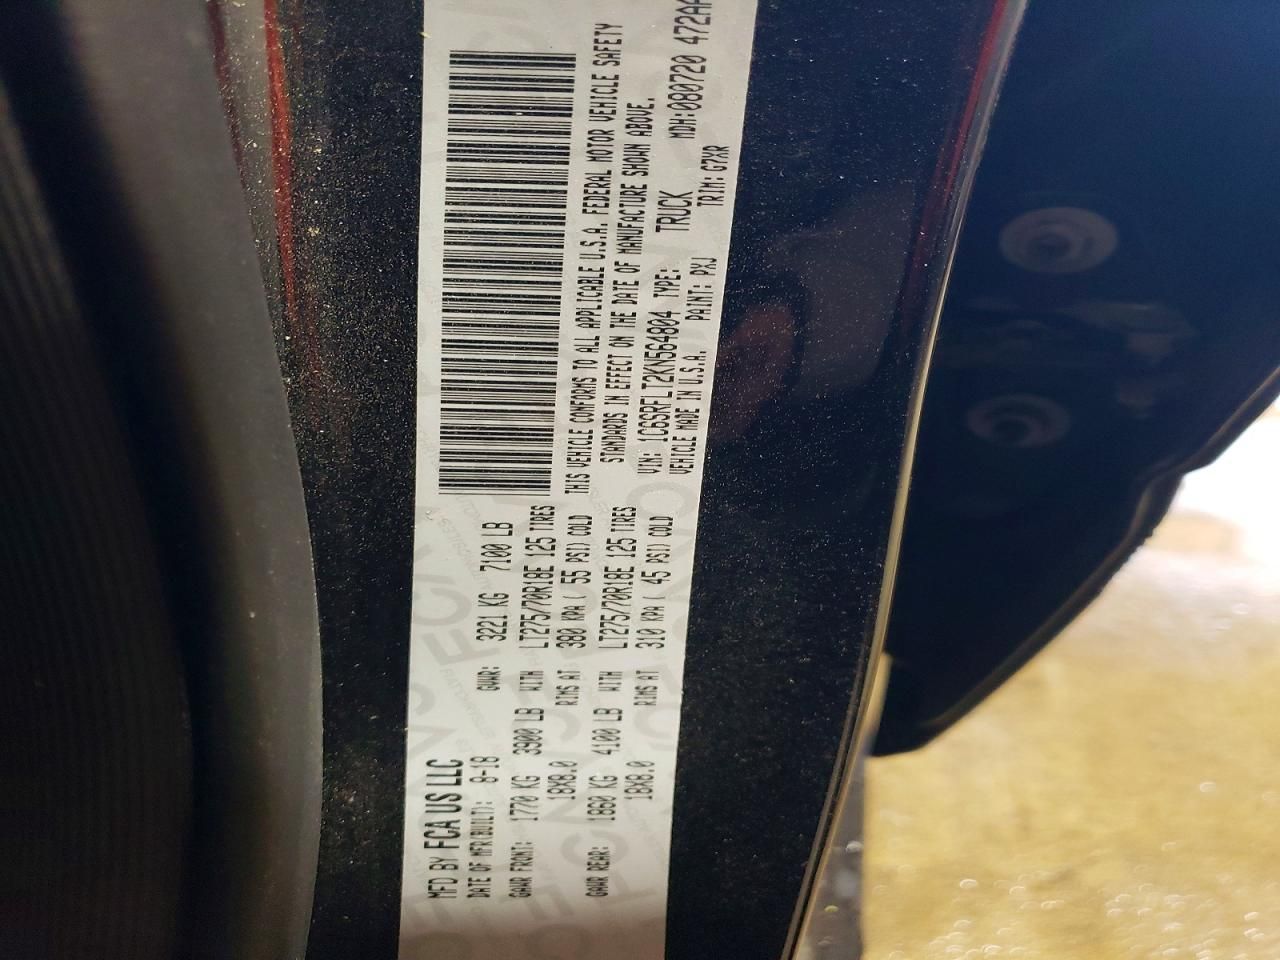 MFD BY FCA US LLC
DATE OF MFR(BUILT): 8-18 GVWR: 3221 KG 7100 LB
GAWR FRONT: 1770 KG 3900 LB WITH LT275/70R18E 125 TIRES
18X8.0 RIMS AT 380 KPA ( 55 PSI) COLD
GAWR REAR: 1860 KG 4100 LB WITH LT275/70R18E 125 TIRES
18X8.0 RIMS AT 310 KPA ( 45 PSI) COLD
THIS VEHICLE CONFORMS TO ALL APPLICABLE U.S.A. FEDERAL MOTOR VEHICLE SAFETY
STANDARDS IN EFFECT ON THE DATE OF MANUFACTURE SHOWN ABOVE.
VIN: 1C6SRFLT2KN564804 TYPE: TRUCK MDH:080720 472AA
VEHICLE MADE IN U.S.A. PAINT: PXJ TRIM: G7XR